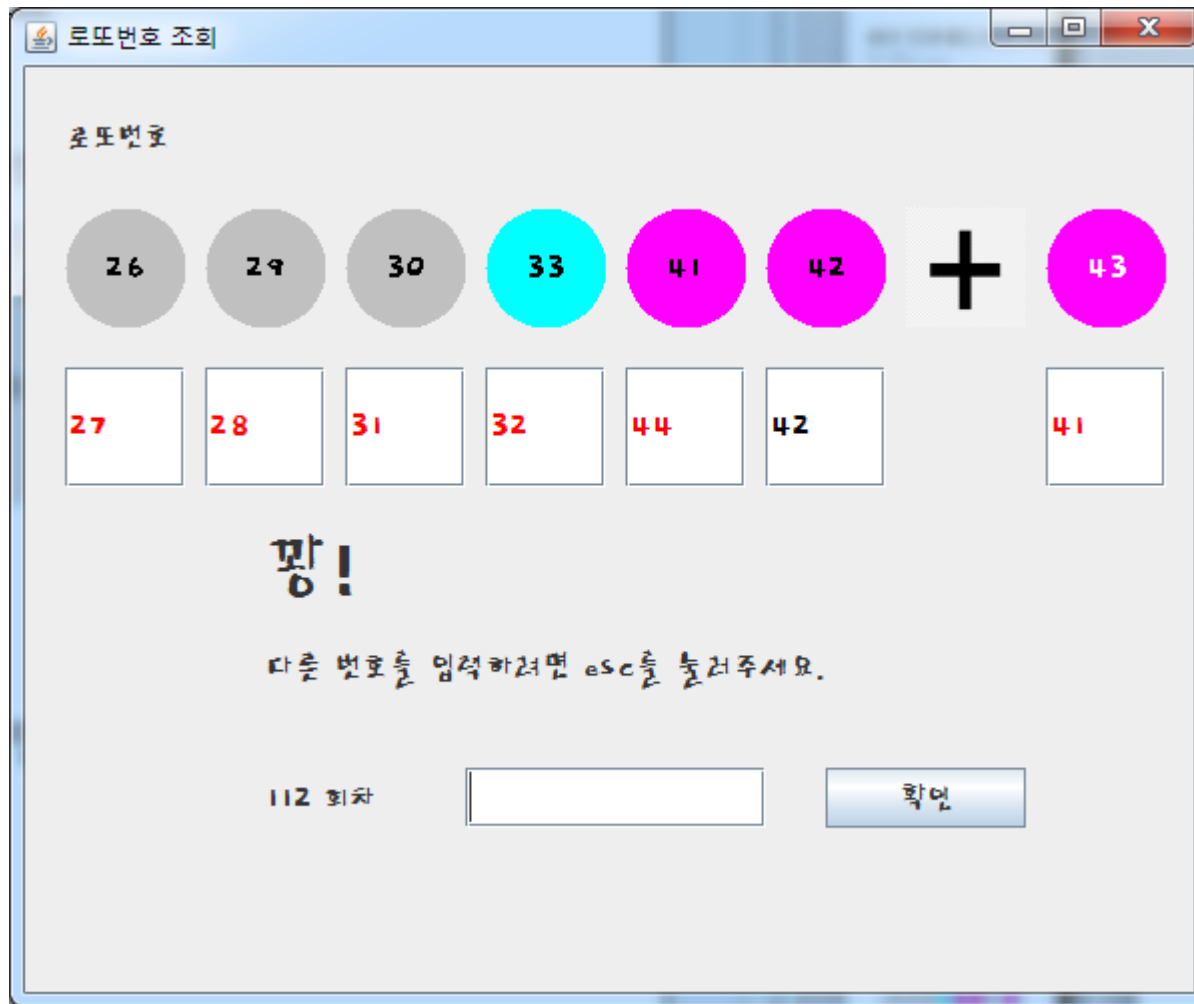 로또번호 조회
로또번호
26 29 30 33 41 42 + 43
27 28 31 32 44 42 41
꽝!
다른 번호를 입력하려면 esc를 눌러주세요.
112 회차 확인